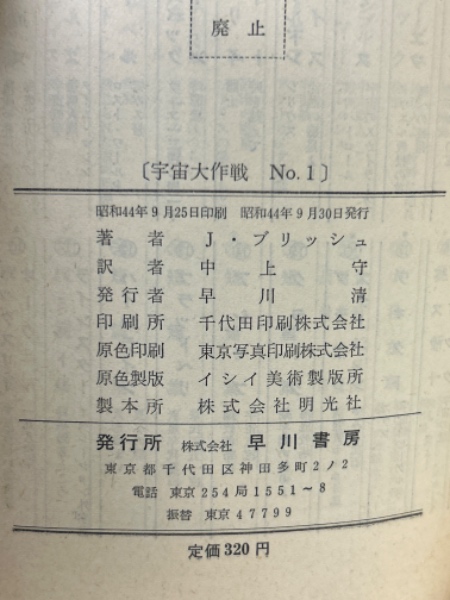 廃止
〔宇宙大作戦 No.1〕
昭和44年9月25日印刷 昭和44年9月30日発行
著者 J・ブリッシュ
訳者 中上守
発行者 早川清
印刷所 千代田印刷株式会社
原色印刷 東京写真印刷株式会社
原色製版 イシイ美術製版所
製本所 株式会社明光社
発行所 株式会社 早川書房
東京都千代田区神田多町2ノ2
電話 東京254局1551~8
振替 東京47799
定価320円